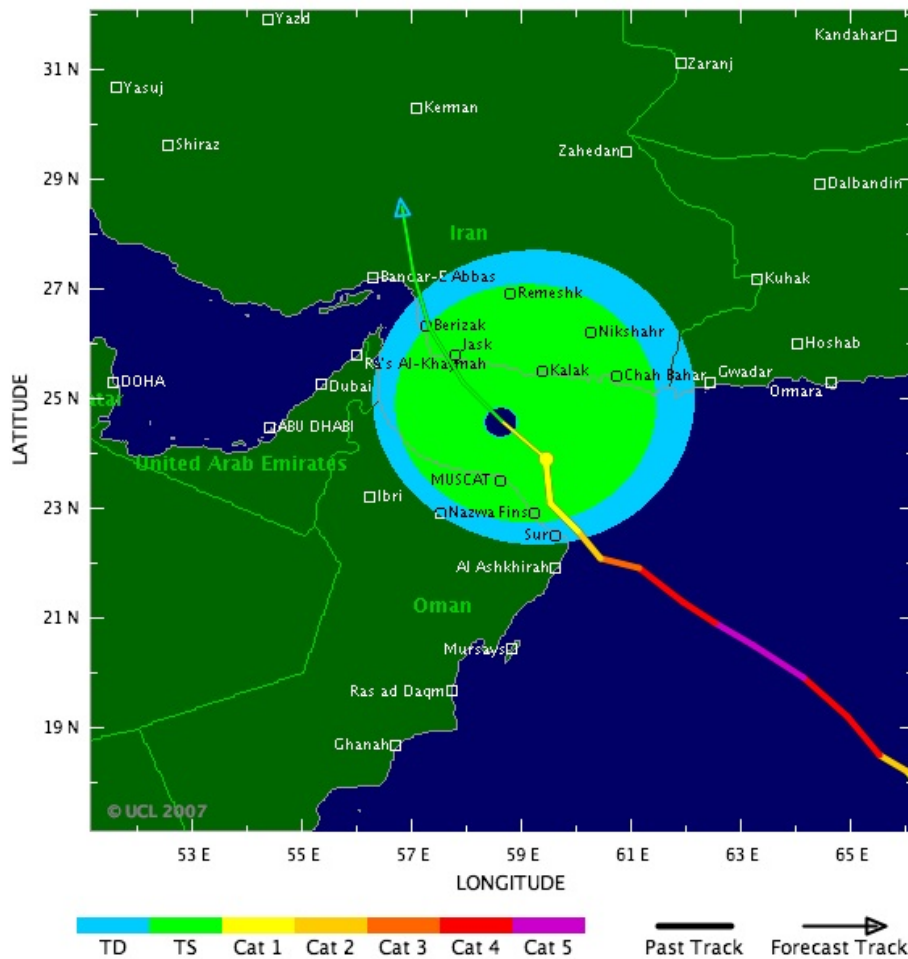 Yazd
Kandahar
31 N
Zaranj
Yasuj
Kerman
Shiraz
Zahedan
29 N
Dalbandin
Iran
Kuhak
27 N
Bandar-E Abbas
Remeshk
Berizak
Nikshahr
Jask
Hoshab
Ra's Al-Khaymah
Kalak
Chah Bahar
Gwadar
DOHA
Dubai
Ormara
25 N
atar
ABU DHABI
United Arab Emirates
MUSCAT
Ibri
23 N
Nazwa
Fins
Sur
Al Ashkhirah
Oman
21 N
Mursays
Ras ad Daqm
19 N
Ghanah
© UCL 2007
LATITUDE
53 E 55 E 57 E 59 E 61 E 63 E 65 E
LONGITUDE
TD TS Cat 1 Cat 2 Cat 3 Cat 4 Cat 5 Past Track Forecast Track